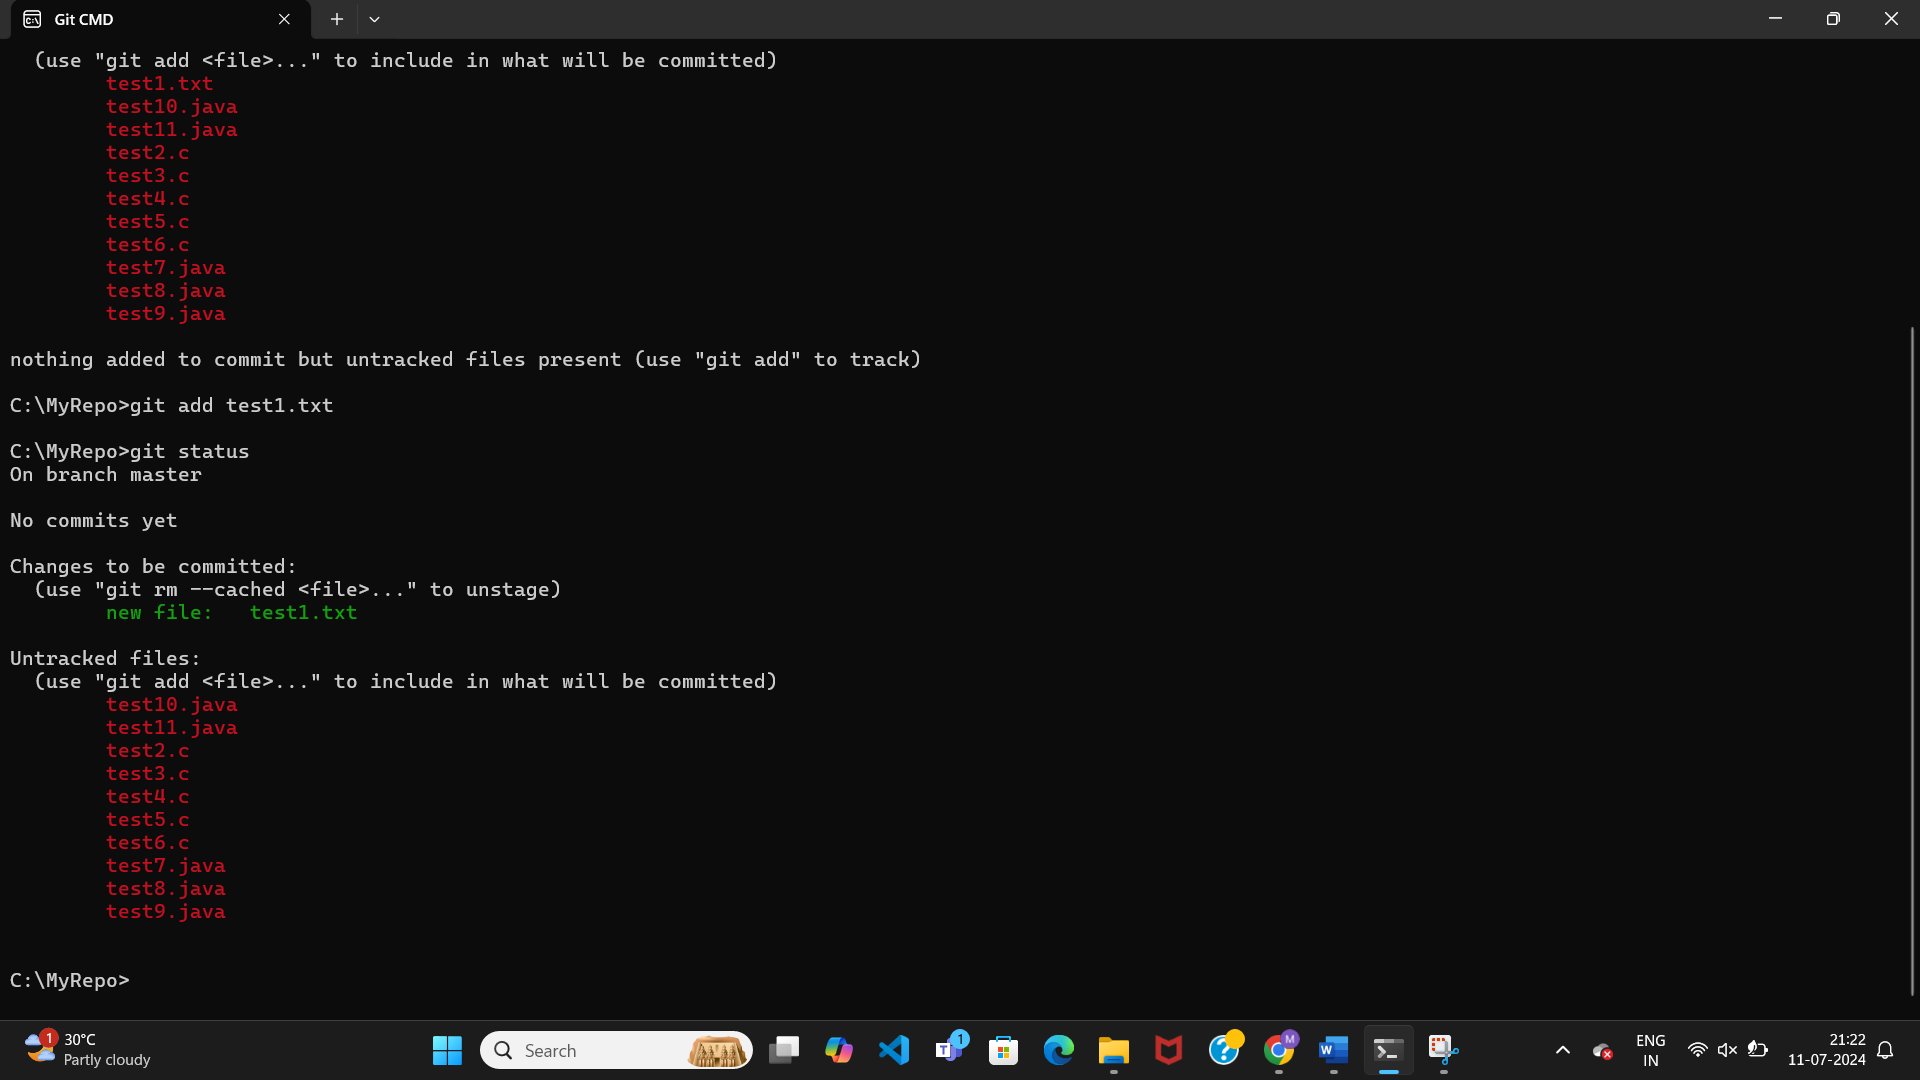 Git CMD
(use "git add <file>..." to include in what will be committed)
test1.txt
test10.java
test11.java
test2.c
test3.c
test4.c
test5.c
test6.c
test7.java
test8.java
test9.java
nothing added to commit but untracked files present (use "git add" to track)
C:\MyRepo>git add test1.txt
C:\MyRepo>git status
On branch master
No commits yet
Changes to be committed:
(use "git rm --cached <file>..." to unstage)
new file:   test1.txt
Untracked files:
(use "git add <file>..." to include in what will be committed)
test10.java
test11.java
test2.c
test3.c
test4.c
test5.c
test6.c
test7.java
test8.java
test9.java
C:\MyRepo>
1
30°C
Partly cloudy
Search
1
M
ENG
IN
21:22
11-07-2024